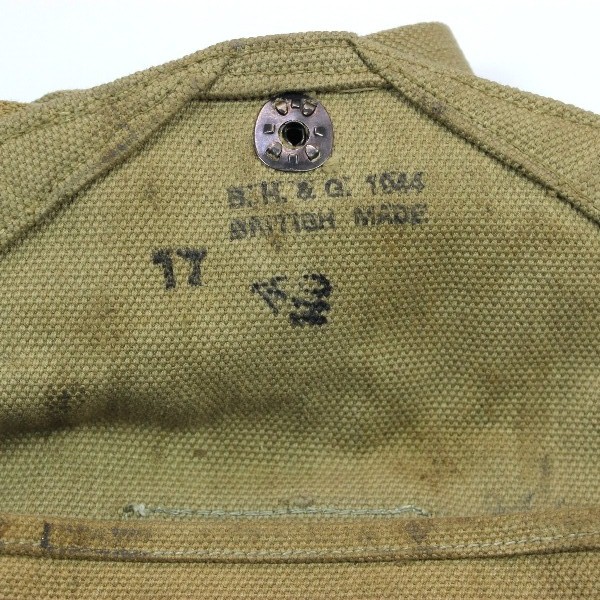 B. H. & G. 1944
BRITISH MADE
17